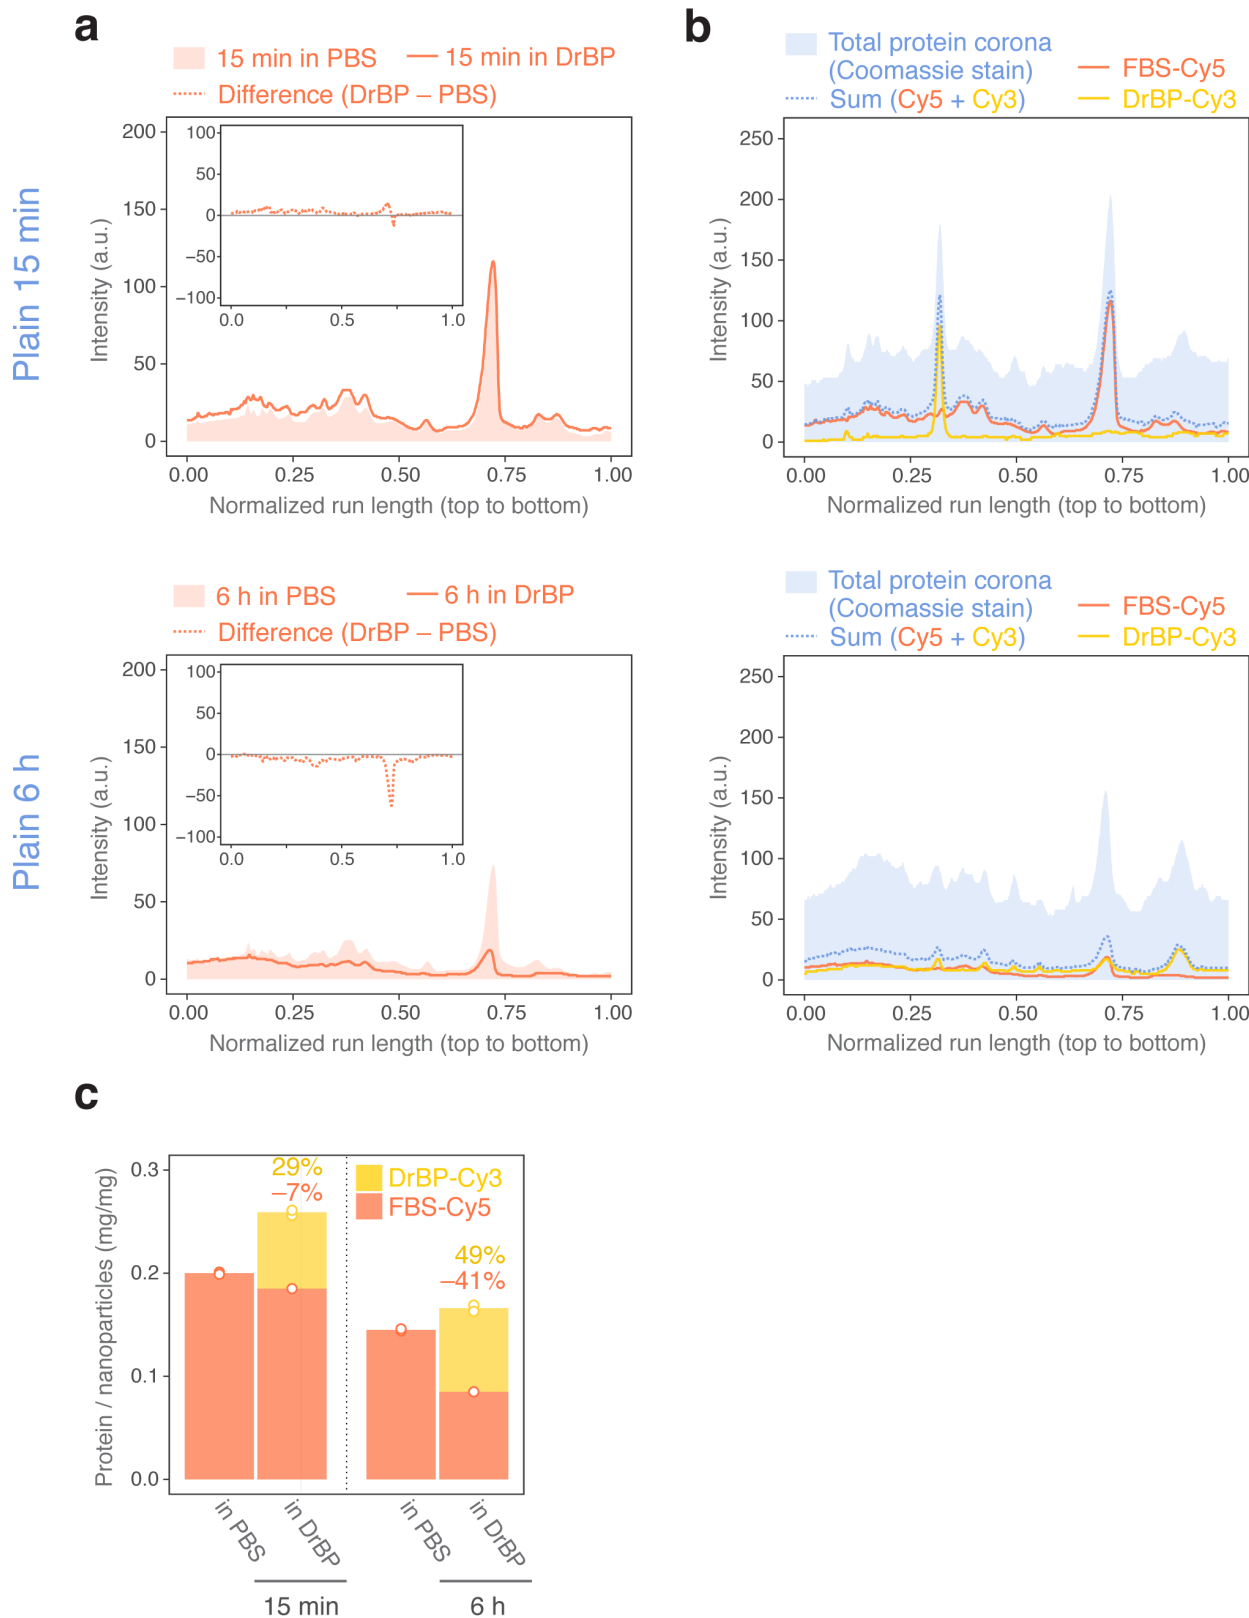 a
15 min in PBS
15 min in DrBP
Difference (DrBP – PBS)
Plain 15 min
Intensity (a.u.)
200
150
100
50
0
100
50
0
−50
−100
0.0
0.5
1.0
0.00
0.25
0.50
0.75
1.00
Normalized run length (top to bottom)
b
Total protein corona
(Coomassie stain)
Sum (Cy5 + Cy3)
FBS-Cy5
DrBP-Cy3
Intensity (a.u.)
250
200
150
100
50
0
0.00
0.25
0.50
0.75
1.00
Normalized run length (top to bottom)
6 h in PBS
6 h in DrBP
Difference (DrBP – PBS)
Plain 6 h
Intensity (a.u.)
200
150
100
50
0
100
50
0
−50
−100
0.0
0.5
1.0
0.00
0.25
0.50
0.75
1.00
Normalized run length (top to bottom)
Total protein corona
(Coomassie stain)
Sum (Cy5 + Cy3)
FBS-Cy5
DrBP-Cy3
Intensity (a.u.)
250
200
150
100
50
0
0.00
0.25
0.50
0.75
1.00
Normalized run length (top to bottom)
c
Protein / nanoparticles (mg/mg)
0.3
0.2
0.1
0.0
29%
–7%
DrBP-Cy3
FBS-Cy5
49%
–41%
in PBS
in DrBP
in PBS
in DrBP
15 min
6 h